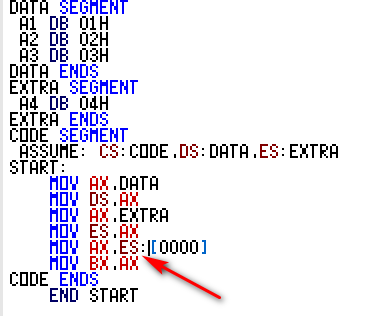 DATA SEGMENT
A1 DB 01H
A2 DB 02H
A3 DB 03H
DATA ENDS
EXTRA SEGMENT
A4 DB 04H
EXTRA ENDS
CODE SEGMENT
ASSUME: CS:CODE,DS:DATA,ES:EXTRA
START:
MOV AX,DATA
MOV DS,AX
MOV AX,EXTRA
MOV ES,AX
MOV AX,ES:[0000]
MOV BX,AX
CODE ENDS
END START